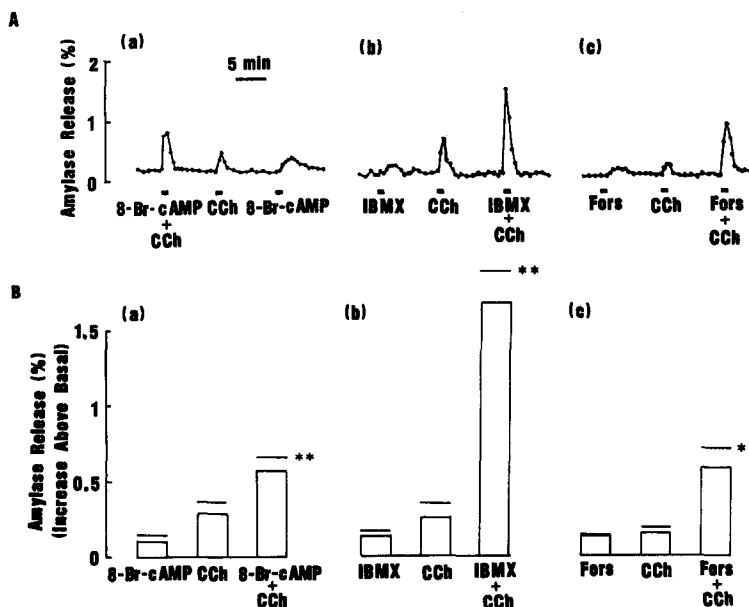 A
(a)
(b)
(c)
5 min
Amylase Release (%)
2
1
0
8-Br-cAMP
+
CCh
CCh
8-Br-cAMP
IBMX
CCh
IBMX
+
CCh
Fors
CCh
Fors
+
CCh
B
(a)
(b)
(c)
**
**
*
Amylase Release (%)
(Increase Above Basal)
1.5
1
0.5
0
8-Br-cAMP
CCh
8-Br-cAMP
+
CCh
IBMX
CCh
IBMX
+
CCh
Fors
CCh
Fors
+
CCh